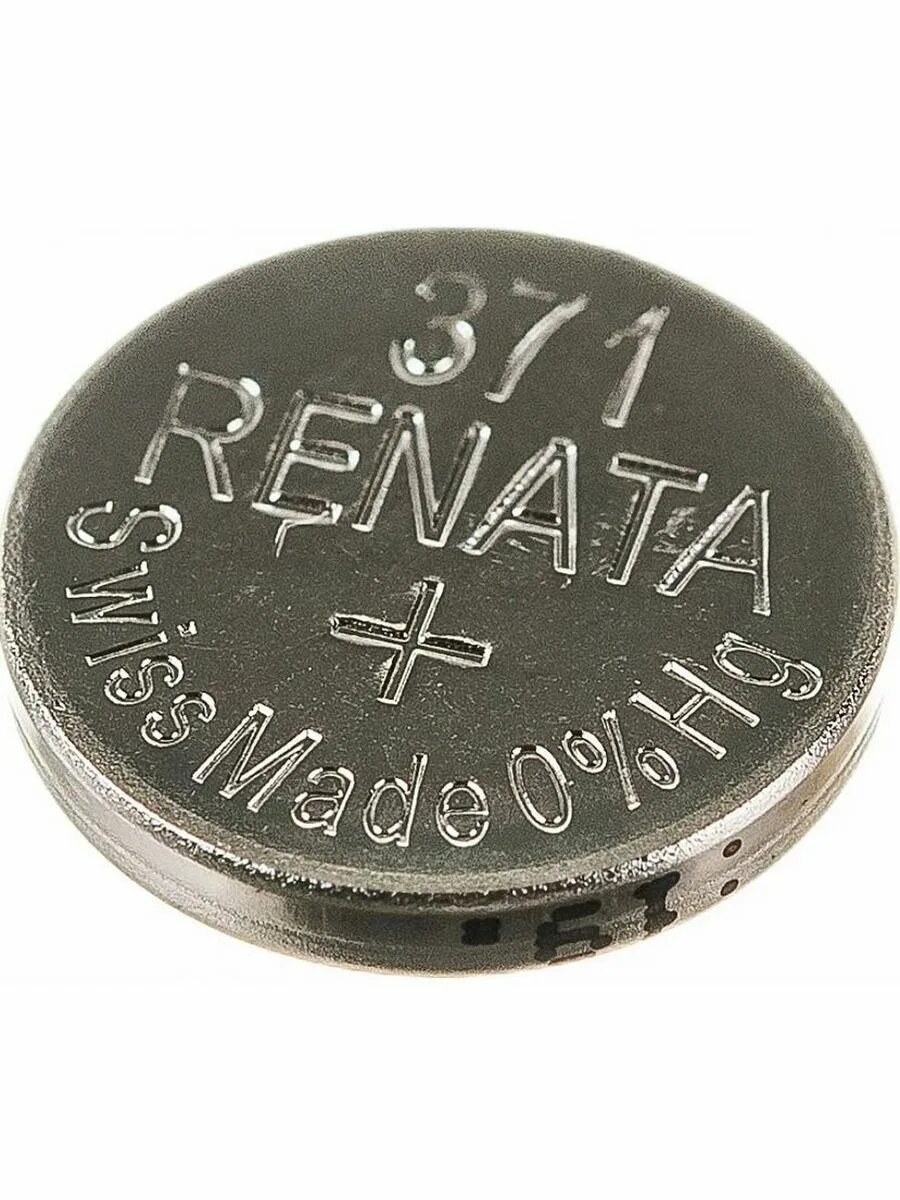 371
RENATA
+
Swiss Made 0% Hg